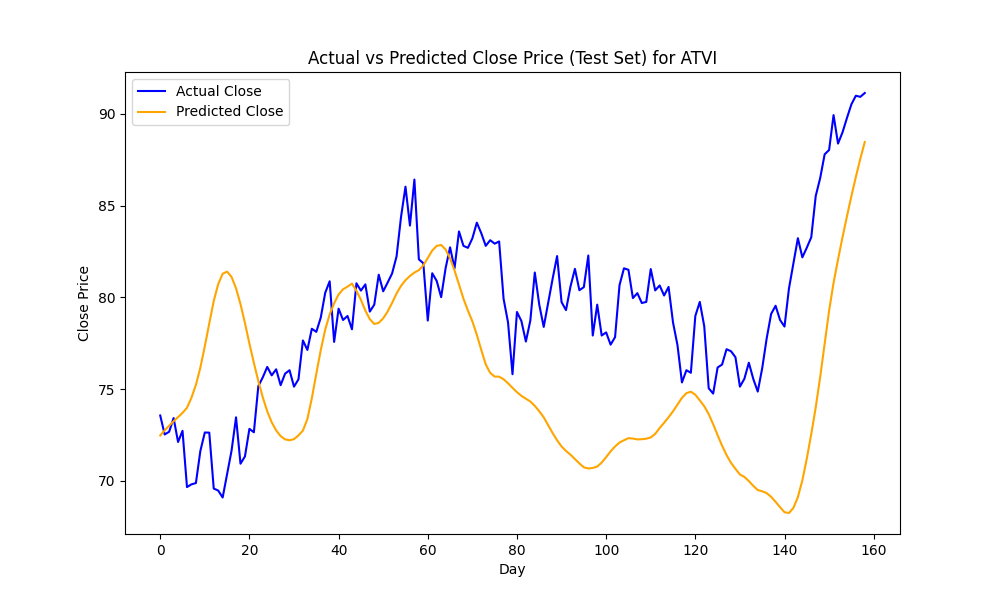 Actual vs Predicted Close Price (Test Set) for ATVI
Actual Close
Predicted Close
Close Price
90
85
80
75
70
0 20 40 60 80 100 120 140 160
Day